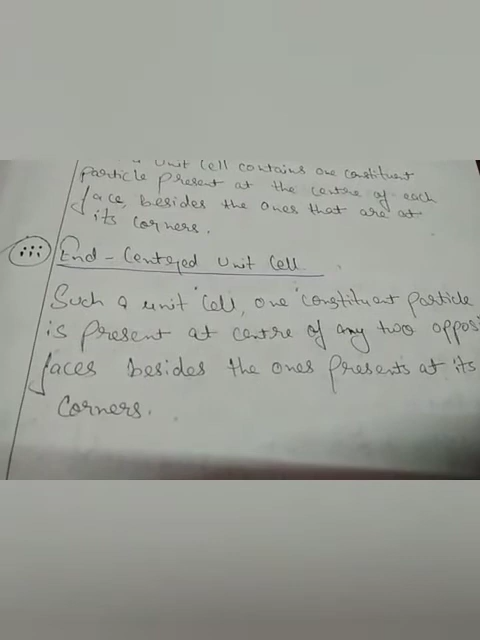 unit cell contains one constituent
particle present at the centre of each
face besides the ones that are at
its corners.
End-Centered Unit Cell
Such a unit cell, one constituent particle
is present at centre of any two oppos
faces besides the ones presents at its
corners.